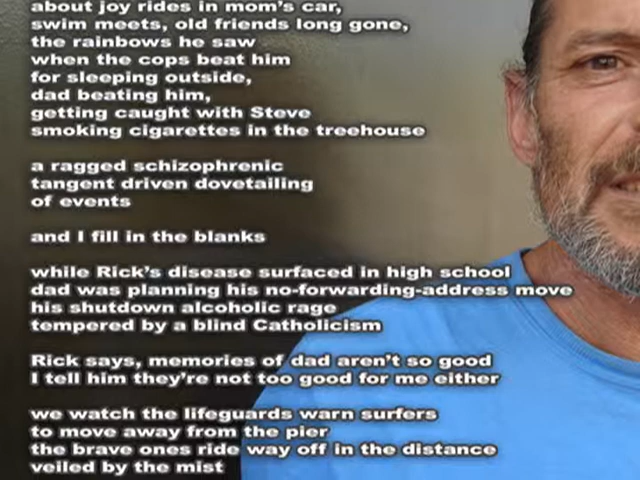 about joy rides in mom's car,
swim meets, old friends long gone,
the rainbows he saw
when the cops beat him
for sleeping outside,
dad beating him,
getting caught with Steve
smoking cigarettes in the treehouse
a ragged schizophrenic
tangent driven dovetailing
of events
and I fill in the blanks
while Rick's disease surfaced in high school
dad was planning his no-forwarding-address move
his shutdown alcoholic rage
tempered by a blind Catholicism
Rick says, memories of dad aren't so good
I tell him they're not too good for me either
we watch the lifeguards warn surfers
to move away from the pier
the brave ones ride way off in the distance
veiled by the mist